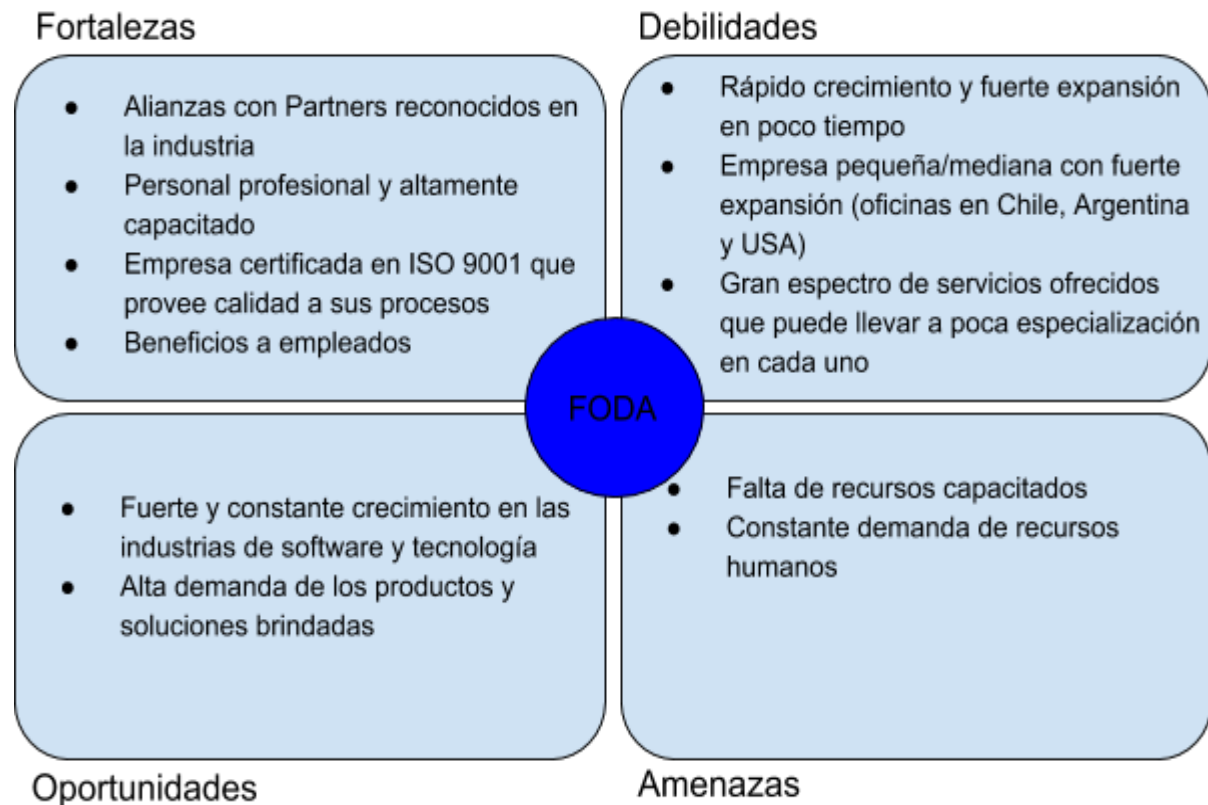 Fortalezas
● Alianzas con Partners reconocidos en
la industria
● Personal profesional y altamente
capacitado
● Empresa certificada en ISO 9001 que
provee calidad a sus procesos
● Beneficios a empleados
Debilidades
● Rápido crecimiento y fuerte expansión
en poco tiempo
● Empresa pequeña/mediana con fuerte
expansión (oficinas en Chile, Argentina
y USA)
● Gran espectro de servicios ofrecidos
que puede llevar a poca especialización
en cada uno
FODA
● Fuerte y constante crecimiento en las
industrias de software y tecnología
● Alta demanda de los productos y
soluciones brindadas
Oportunidades
● Falta de recursos capacitados
● Constante demanda de recursos
humanos
Amenazas